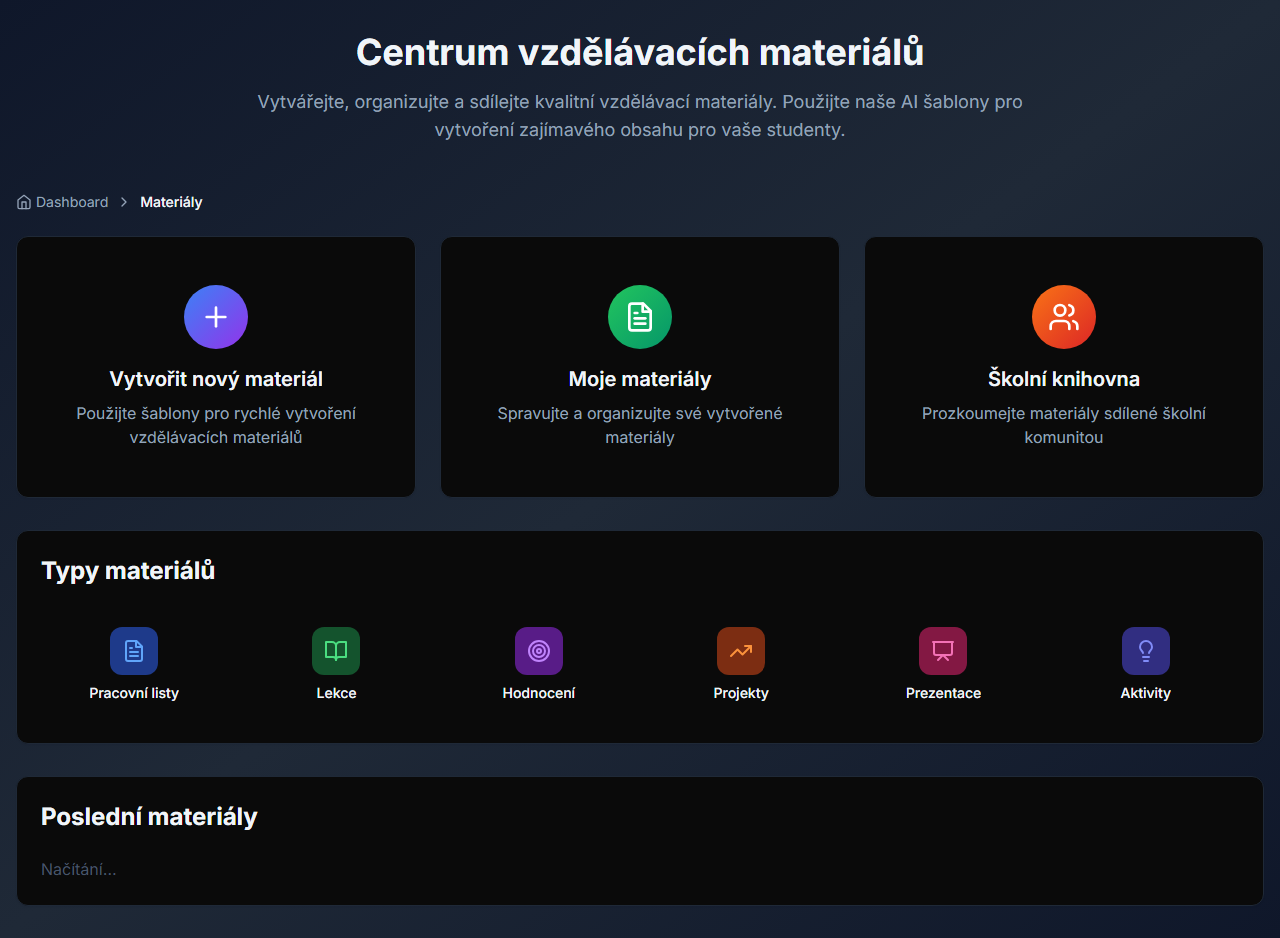 Centrum vzdělávacích materiálů
Vytvářejte, organizujte a sdílejte kvalitní vzdělávací materiály. Použijte naše AI šablony pro
vytvoření zajímavého obsahu pro vaše studenty.
Dashboard > Materiály
Vytvořit nový materiál
Použijte šablony pro rychlé vytvoření
vzdělávacích materiálů
Moje materiály
Spravujte a organizujte své vytvořené
materiály
Školní knihovna
Prozkoumejte materiály sdílené školní
komunitou
Typy materiálů
Pracovní listy
Lekce
Hodnocení
Projekty
Prezentace
Aktivity
Poslední materiály
Načítání...